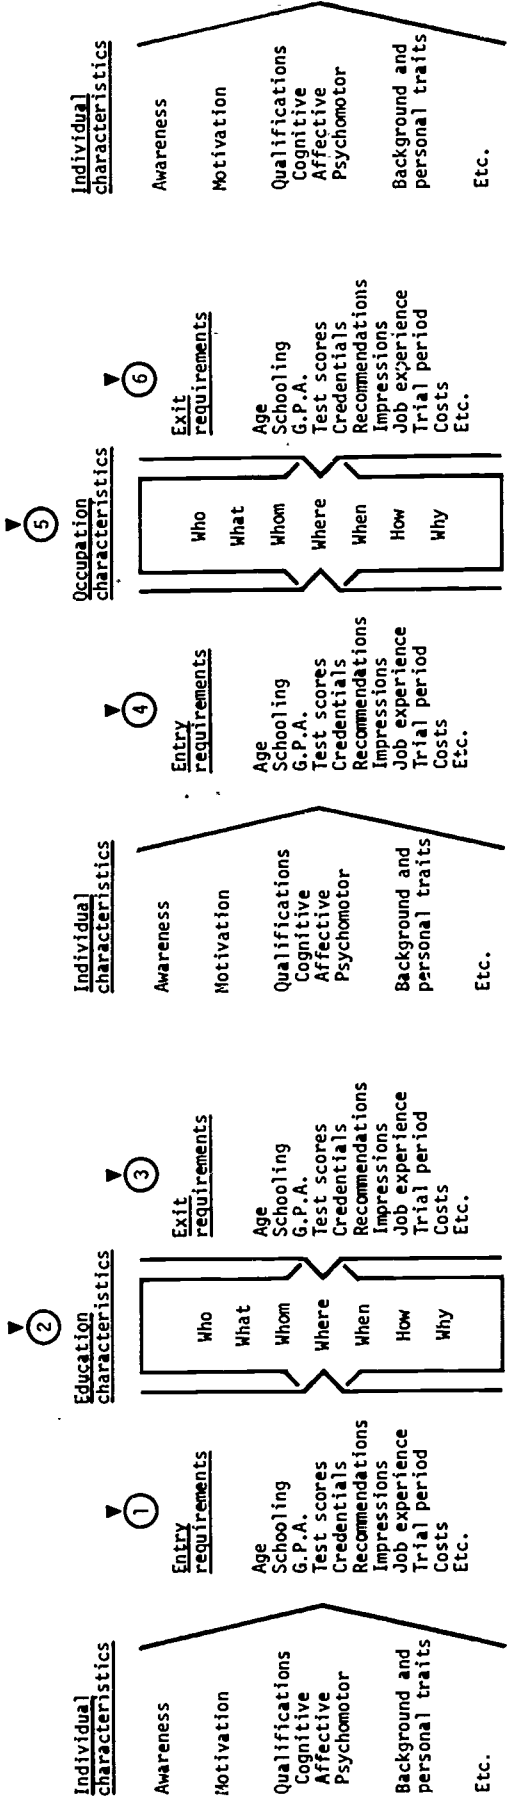 Individual
characteristics
Awareness
Motivation
Qualifications
Cognitive
Affective
Psychomotor
Background and
personal traits
Etc.
1
Entry
requirements
Age
Schooling
G.P.A.
Test scores
Credentials
Recommendations
Impressions
Job experience
Trial period
Costs
Etc.
2
Education
characteristics
Who
What
Whom
Where
When
How
Why
3
Exit
requirements
Age
Schooling
G.P.A.
Test scores
Credentials
Recommendations
Impressions
Job experience
Trial period
Costs
Etc.
Individual
characteristics
Awareness
Motivation
Qualifications
Cognitive
Affective
Psychomotor
Background and
personal traits
Etc.
4
Entry
requirements
Age
Schooling
G.P.A.
Test scores
Credentials
Recommendations
Impressions
Job experience
Trial period
Costs
Etc.
5
Occupation
characteristics
Who
What
Whom
Where
When
How
Why
6
Exit
requirements
Age
Schooling
G.P.A.
Test scores
Credentials
Recommendations
Impressions
Job experience
Trial period
Costs
Etc.
Individual
characteristics
Awareness
Motivation
Qualifications
Cognitive
Affective
Psychomotor
Background and
personal traits
Etc.